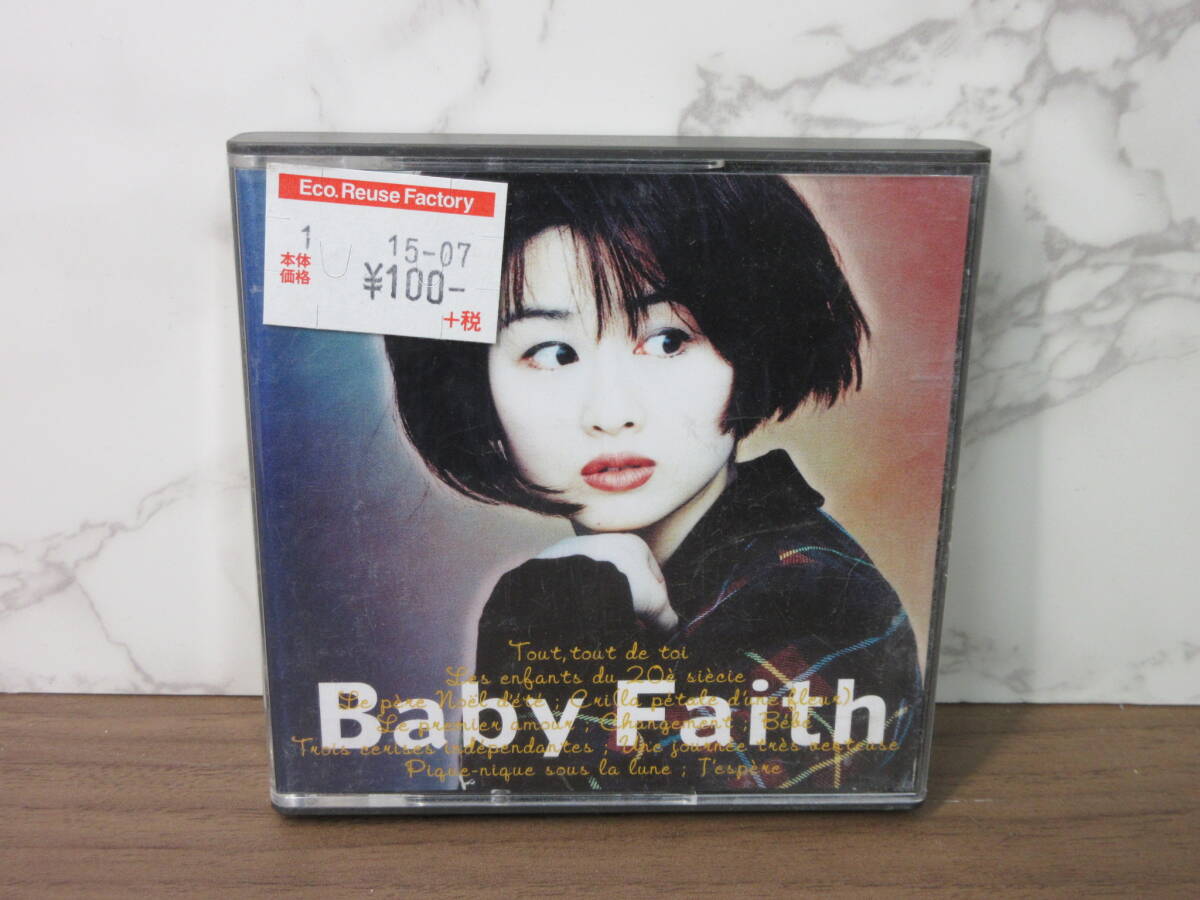 Eco. Reuse Factory
1 15-07
本体
価格
¥100-
+税
Tout, tout de toi
Les enfants du 20è siècie
Le père Noël d'été ; Cri(la pétale d'une fleur)
Baby Faith
Le premier amour ; Changement ; Bébé
Trois cerises indépendantes ; Une journée très venteuse
Pique-nique sous la lune ; J'espère